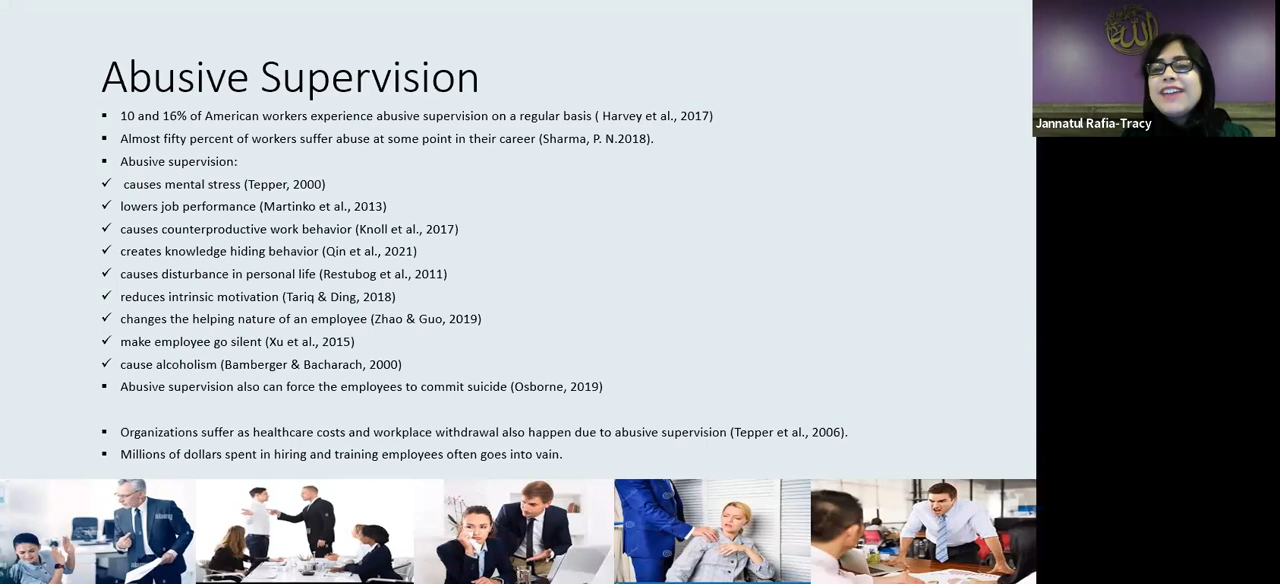 Abusive Supervision
▪ 10 and 16% of American workers experience abusive supervision on a regular basis ( Harvey et al., 2017)
▪ Almost fifty percent of workers suffer abuse at some point in their career (Sharma, P. N.2018).
▪ Abusive supervision:
✓ causes mental stress (Tepper, 2000)
✓ lowers job performance (Martinko et al., 2013)
✓ causes counterproductive work behavior (Knoll et al., 2017)
✓ creates knowledge hiding behavior (Qin et al., 2021)
✓ causes disturbance in personal life (Restubog et al., 2011)
✓ reduces intrinsic motivation (Tariq & Ding, 2018)
✓ changes the helping nature of an employee (Zhao & Guo, 2019)
✓ make employee go silent (Xu et al., 2015)
✓ cause alcoholism (Bamberger & Bacharach, 2000)
▪ Abusive supervision also can force the employees to commit suicide (Osborne, 2019)
▪ Organizations suffer as healthcare costs and workplace withdrawal also happen due to abusive supervision (Tepper et al., 2006).
▪ Millions of dollars spent in hiring and training employees often goes into vain.
الله
Jannatul Rafia-Tracy